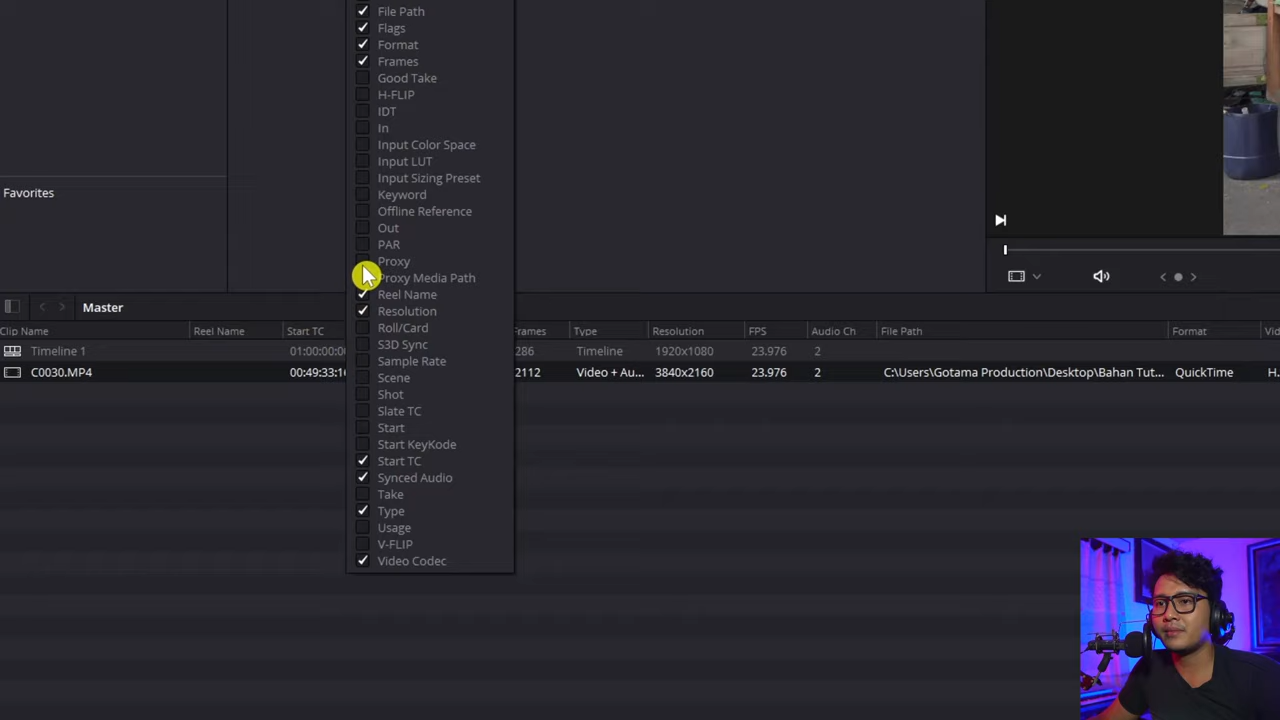 File Path
Flags
Format
Frames
Good Take
H-FLIP
IDT
In
Input Color Space
Input LUT
Input Sizing Preset
Keyword
Offline Reference
Out
PAR
Proxy
Proxy Media Path
Reel Name
Resolution
Roll/Card
S3D Sync
Sample Rate
Scene
Shot
Slate TC
Start
Start KeyKode
Start TC
Synced Audio
Take
Type
Usage
V-FLIP
Video Codec
Favorites
Master
Clip Name Reel Name Start TC Frames Type Resolution FPS Audio Ch File Path Format
Timeline 1 01:00:00:0 286 Timeline 1920x1080 23.976 2
C0030.MP4 00:49:33:1 2112 Video + Au... 3840x2160 23.976 2 C:\Users\Gotama Production\Desktop\Bahan Tut... QuickTime H.